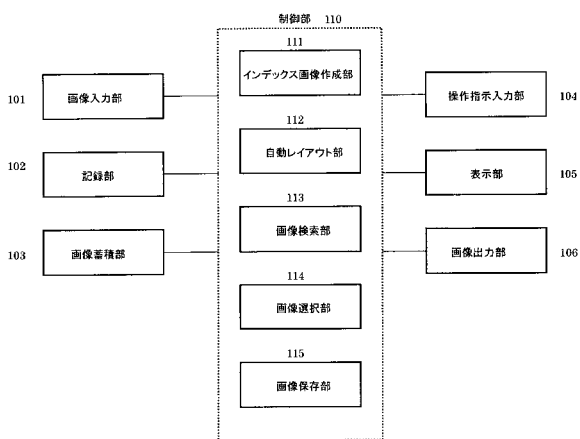 制御部 110
111
インデックス画像作成部
101
画像入力部
操作指示入力部
104
112
自動レイアウト部
102
記録部
表示部
105
113
画像検索部
103
画像蓄積部
画像出力部
106
114
画像選択部
115
画像保存部